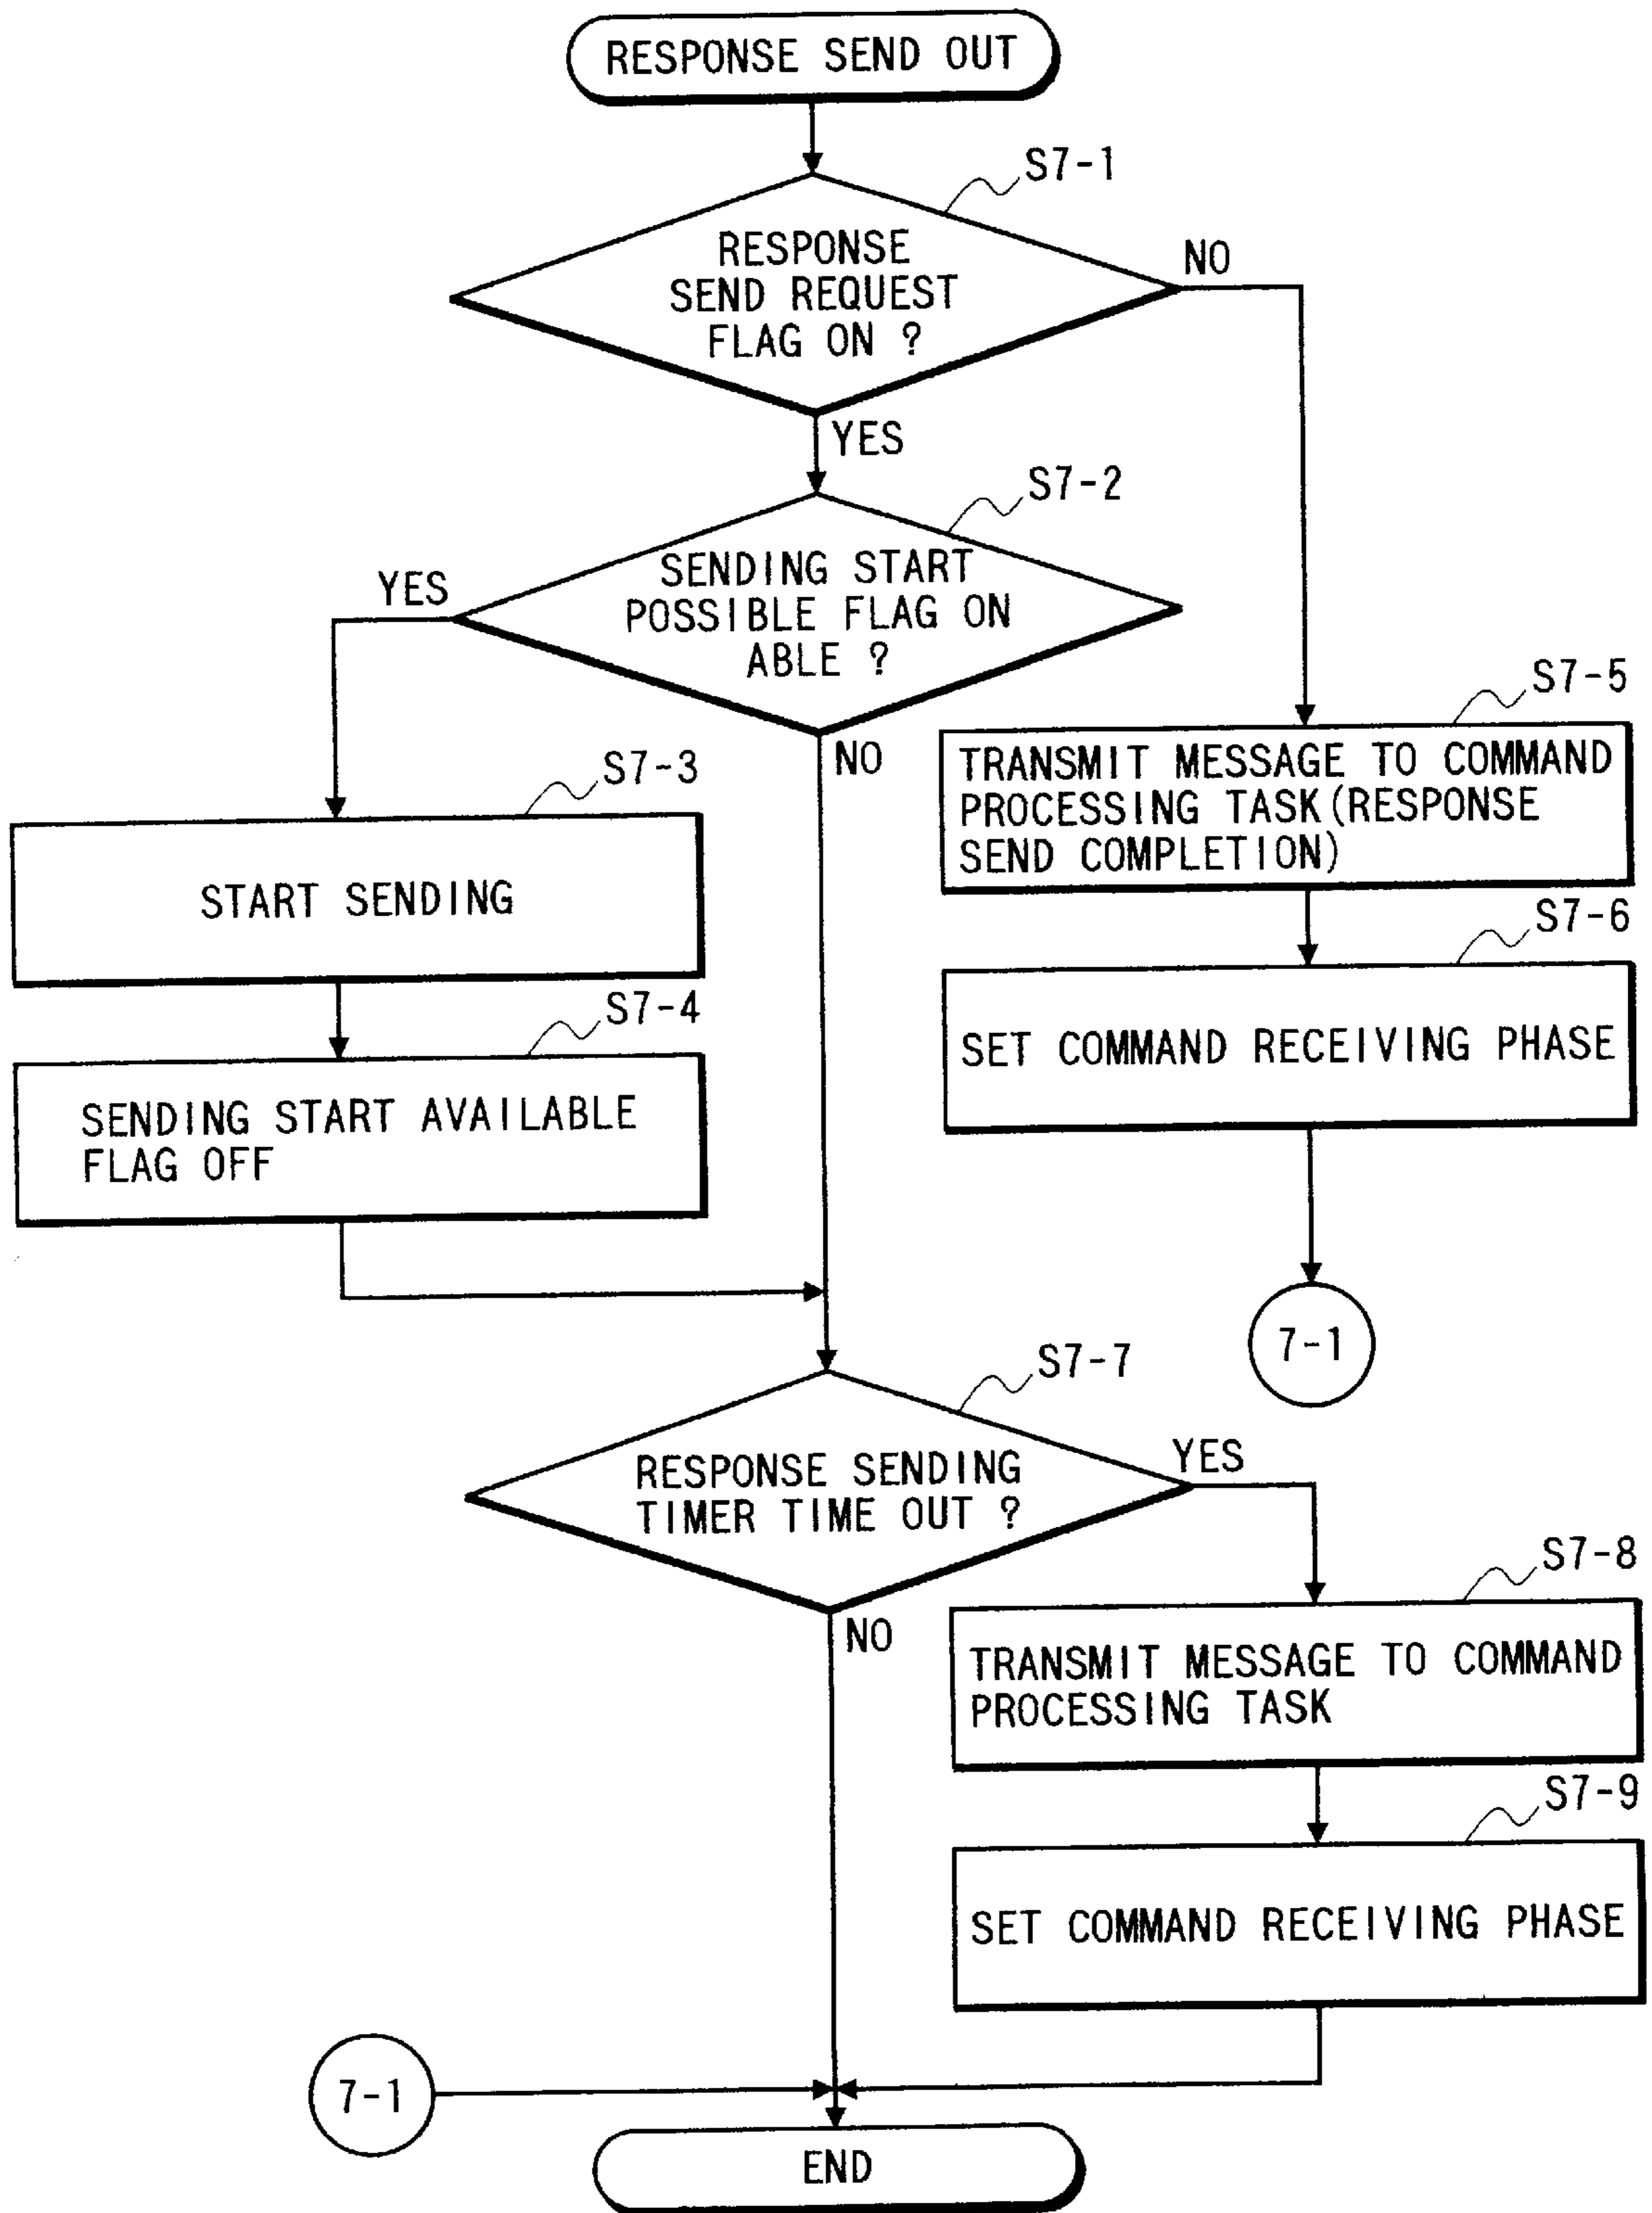 RESPONSE SEND OUT
S7-1
RESPONSE
SEND REQUEST
FLAG ON ?
NO
YES
S7-2
SENDING START
POSSIBLE FLAG ON
ABLE ?
YES
NO
S7-5
TRANSMIT MESSAGE TO COMMAND
PROCESSING TASK(RESPONSE
SEND COMPLETION)
S7-3
START SENDING
S7-6
SET COMMAND RECEIVING PHASE
S7-4
SENDING START AVAILABLE
FLAG OFF
7-1
S7-7
RESPONSE SENDING
TIMER TIME OUT ?
YES
NO
S7-8
TRANSMIT MESSAGE TO COMMAND
PROCESSING TASK
S7-9
SET COMMAND RECEIVING PHASE
7-1
END